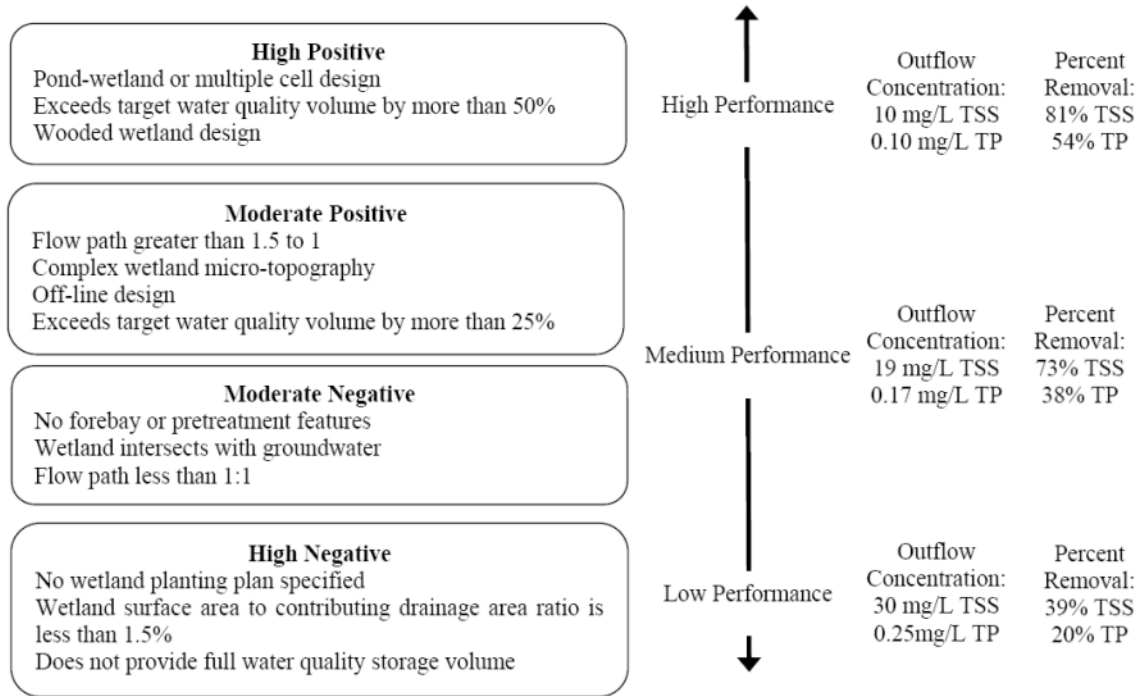 High Positive
Pond-wetland or multiple cell design
Exceeds target water quality volume by more than 50%
Wooded wetland design
Moderate Positive
Flow path greater than 1.5 to 1
Complex wetland micro-topography
Off-line design
Exceeds target water quality volume by more than 25%
Moderate Negative
No forebay or pretreatment features
Wetland intersects with groundwater
Flow path less than 1:1
High Negative
No wetland planting plan specified
Wetland surface area to contributing drainage area ratio is
less than 1.5%
Does not provide full water quality storage volume
High Performance
Medium Performance
Low Performance
Outflow
Concentration:
10 mg/L TSS
0.10 mg/L TP
Percent
Removal:
81% TSS
54% TP
Outflow
Concentration:
19 mg/L TSS
0.17 mg/L TP
Percent
Removal:
73% TSS
38% TP
Outflow
Concentration:
30 mg/L TSS
0.25mg/L TP
Percent
Removal:
39% TSS
20% TP